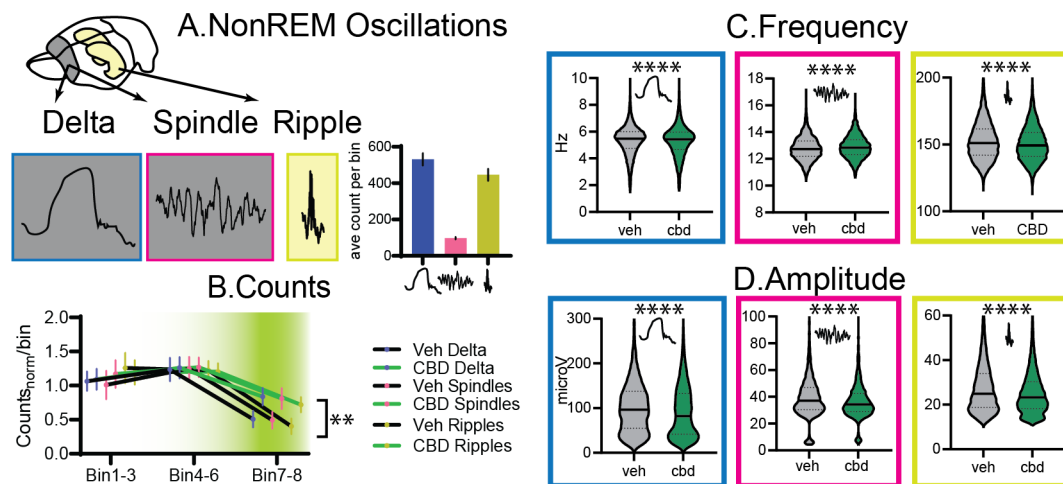 A.NonREM Oscillations
Delta
Spindle
Ripple
600
400
200
0
ave count per bin
B.Counts
2.0
1.5
1.0
0.5
0.0
Counts norm/bin
Bin1-3
Bin4-6
Bin7-8
**
Veh Delta
CBD Delta
Veh Spindles
CBD Spindles
Veh Ripples
CBD Ripples
C.Frequency
****
10
8
6
4
2
0
Hz
veh
cbd
****
18
16
14
12
10
8
veh
cbd
****
200
150
100
veh
CBD
D.Amplitude
****
300
200
100
0
microV
veh
cbd
****
100
80
60
40
20
0
veh
cbd
****
60
40
20
0
veh
cbd